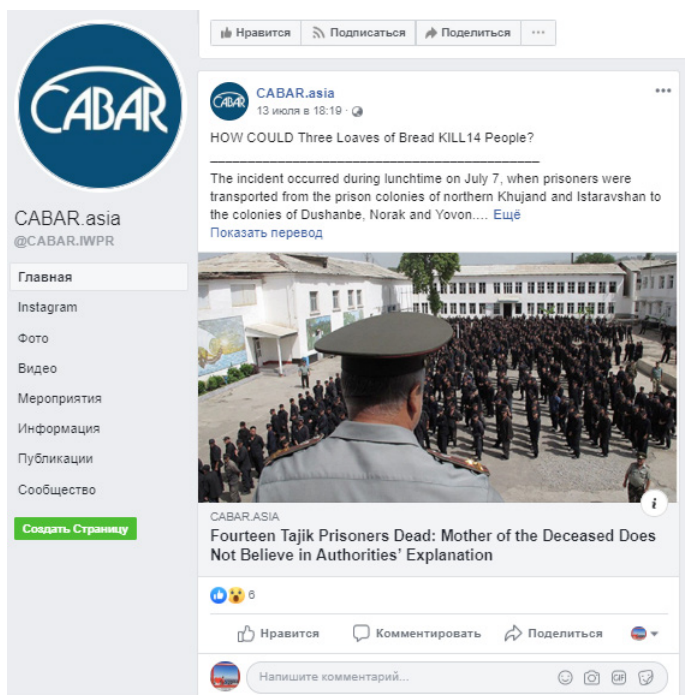 CABAR
CABAR.asia
@CABAR.IWPR
Главная
Instagram
Фото
Видео
Мероприятия
Информация
Публикации
Сообщество
Создать Страницу
Нравится
Подписаться
Поделиться
CABAR
CABAR.asia
13 июля в 18:19 ·
HOW COULD Three Loaves of Bread KILL14 People?
The incident occurred during lunchtime on July 7, when prisoners were
transported from the prison colonies of northern Khujand and Istaravshan to
the colonies of Dushanbe, Norak and Yovon.... Ещё
Показать перевод
i
CABAR.ASIA
Fourteen Tajik Prisoners Dead: Mother of the Deceased Does
Not Believe in Authorities' Explanation
6
Нравится
Комментировать
Поделиться
Напишите комментарий...
GIF